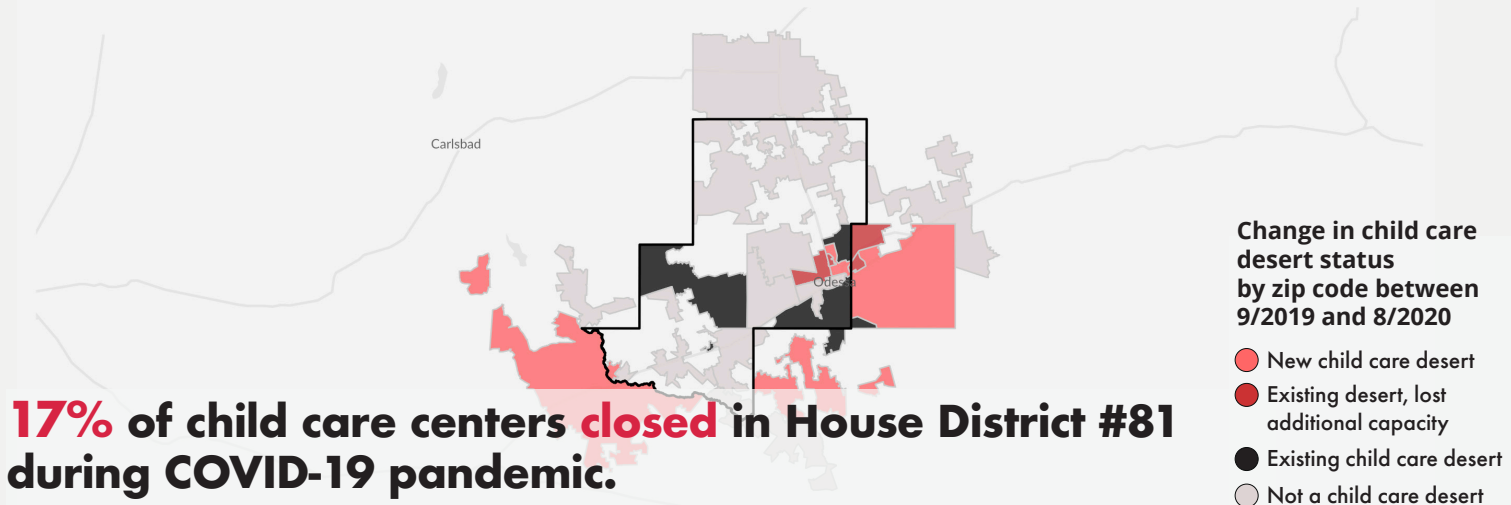 Carlsbad
Odessa
Change in child care
desert status
by zip code between
9/2019 and 8/2020
New child care desert
Existing desert, lost
additional capacity
Existing child care desert
Not a child care desert
17% of child care centers closed in House District #81
during COVID-19 pandemic.